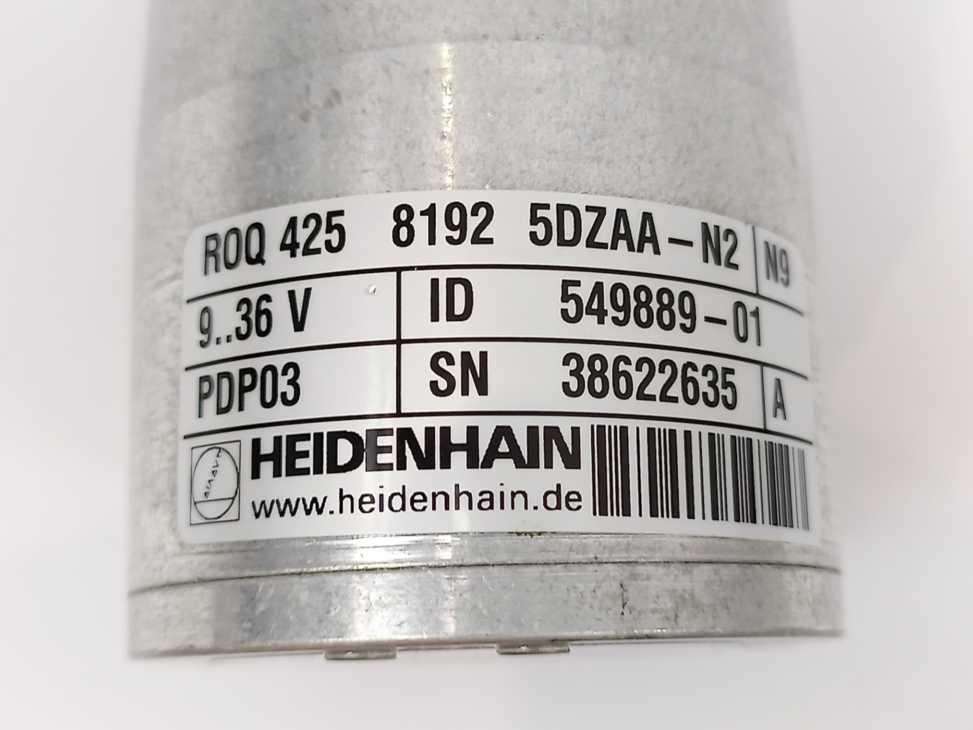 ROQ 425 8192 5DZAA-N2 N9
9..36 V ID 549889-01
PDP03 SN 38622635 A
HEIDENHAIN
www.heidenhain.de